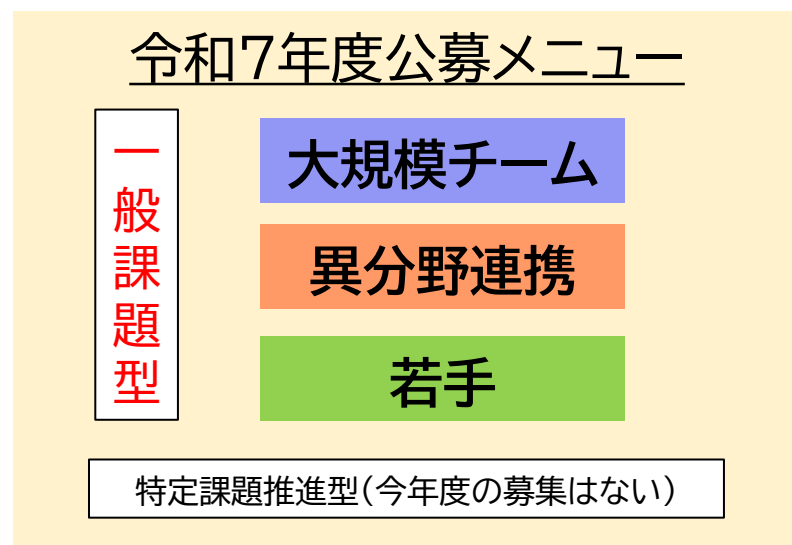 令和7年度公募メニュー
一般課題型
大規模チーム
異分野連携
若手
特定課題推進型(今年度の募集はない)